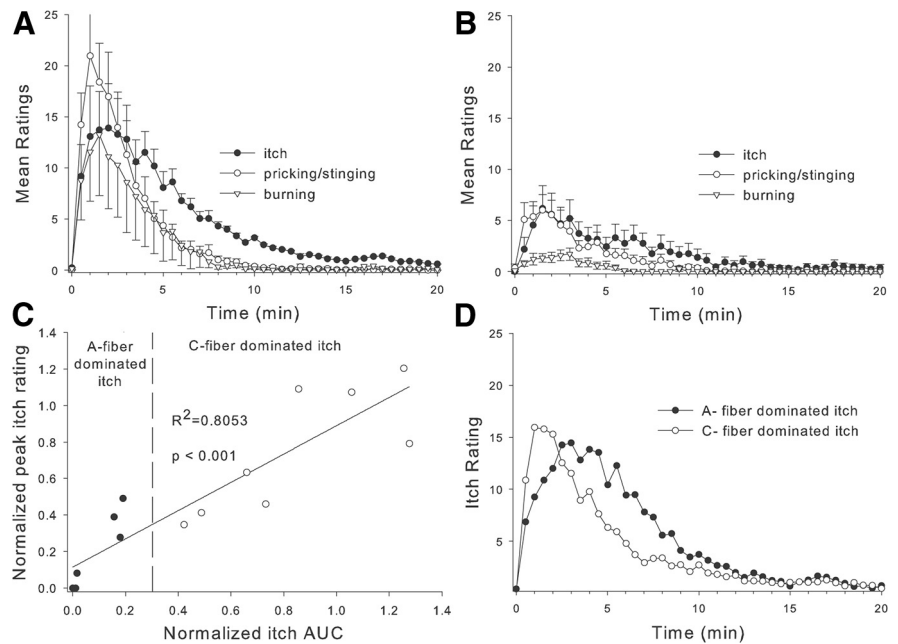 A
25
20
15
10
5
0
Mean Ratings
itch
pricking/stinging
burning
0
5
10
15
20
Time (min)
B
25
20
15
10
5
0
Mean Ratings
itch
pricking/stinging
burning
0
5
10
15
20
Time (min)
C
1.4
1.2
1.0
0.8
0.6
0.4
0.2
0.0
Normalized peak itch rating
A-fiber
dominated
itch
C-fiber dominated itch
R2=0.8053
p < 0.001
0.0
0.2
0.4
0.6
0.8
1.0
1.2
1.4
Normalized itch AUC
D
25
20
15
10
5
Itch Rating
A- fiber dominated itch
C- fiber dominated itch
0
5
10
15
20
Time (min)